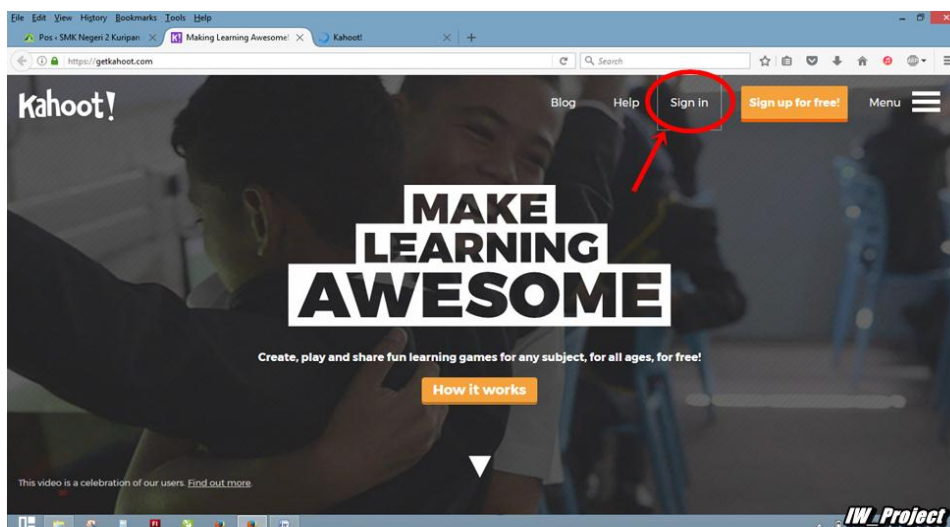 File Edit View History Bookmarks Tools Help
Pos ‹ SMK Negeri 2 Kuripan Making Learning Awesome! Kahoot!
https://getkahoot.com Search
Kahoot! Blog Help Sign in Sign up for free! Menu
MAKE
LEARNING
AWESOME
Create, play and share fun learning games for any subject, for all ages, for free!
How it works
This video is a celebration of our users. Find out more.
IW_Project